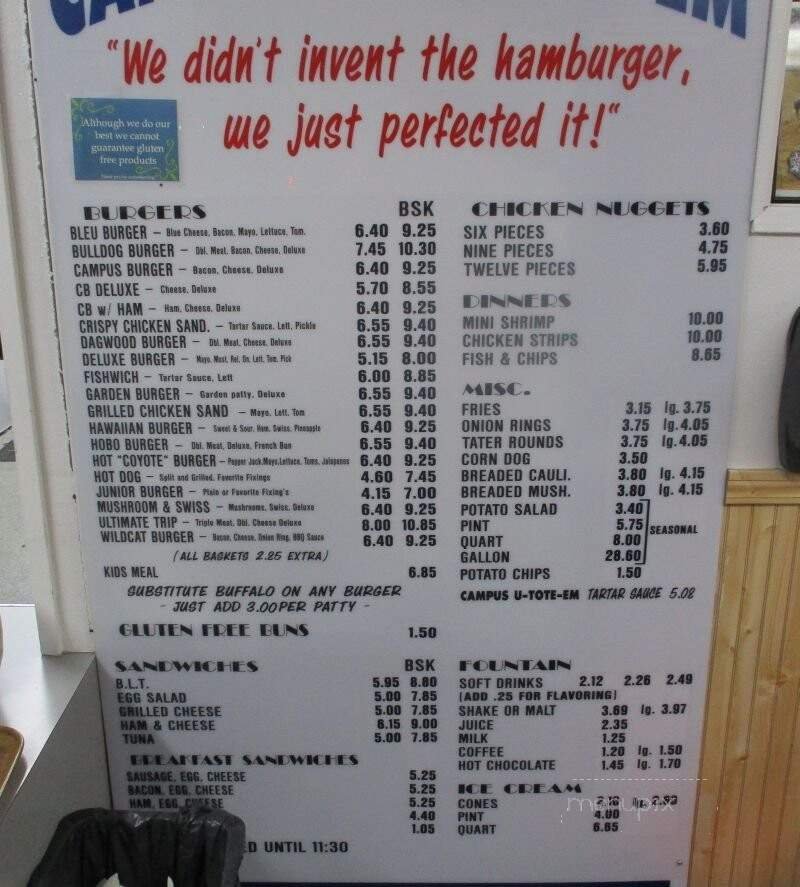 "We didn't invent the hamburger,
we just perfected it!"
Although we do our
best we cannot
guarantee gluten
free products
BURGERS BSK
BLEU BURGER – Blue Cheese, Bacon, Mayo, Lettuce, Tom. 6.40 9.25
BULLDOG BURGER – Dbl. Meat, Bacon, Cheese, Deluxe 7.45 10.30
CAMPUS BURGER – Bacon, Cheese, Deluxe 6.40 9.25
CB DELUXE – Cheese, Deluxe 5.70 8.55
CB w/ HAM – Ham, Cheese, Deluxe 6.40 9.25
CRISPY CHICKEN SAND. – Tartar Sauce, Lett, Pickle 6.55 9.40
DAGWOOD BURGER – Dbl. Meat, Cheese, Deluxe 6.55 9.40
DELUXE BURGER – Mayo, Must, Rel, On, Lett, Tom, Pick 5.15 8.00
FISHWICH – Tartar Sauce, Lett 6.00 8.85
GARDEN BURGER – Garden patty, Deluxe 6.55 9.40
GRILLED CHICKEN SAND – Mayo, Lett, Tom 6.55 9.40
HAWAIIAN BURGER – Sweet & Sour, Ham, Swiss, Pineapple 6.40 9.25
HOBO BURGER – Dbl. Meat, Deluxe, French Bun 6.55 9.40
HOT "COYOTE" BURGER – Pepper Jack, Mayo, Lettuce, Toms, Jalapenos 6.40 9.25
HOT DOG – Split and Grilled, Favorite Fixings 4.60 7.45
JUNIOR BURGER – Plain or Favorite Fixing's 4.15 7.00
MUSHROOM & SWISS – Mushrooms, Swiss, Deluxe 6.40 9.25
ULTIMATE TRIP – Triple Meat, Dbl. Cheese Deluxe 8.00 10.85
WILDCAT BURGER – Bacon, Cheese, Onion Ring, BBQ Sauce 6.40 9.25
(ALL BASKETS 2.85 EXTRA)
KIDS MEAL 6.85
SUBSTITUTE BUFFALO ON ANY BURGER
- JUST ADD 3.00 PER PATTY -
GLUTEN FREE BUNS 1.50
SANDWICHES BSK
B.L.T. 5.95 8.80
EGG SALAD 5.00 7.85
GRILLED CHEESE 5.00 7.85
HAM & CHEESE 6.15 9.00
TUNA 5.00 7.85
BREAKFAST SANDWICHES
SAUSAGE, EGG, CHEESE 5.25
BACON, EGG, CHEESE 5.25
HAM, EGG, CHEESE 5.25
4.40
1.05
UNTIL 11:30
CHICKEN NUGGETS
SIX PIECES 3.60
NINE PIECES 4.75
TWELVE PIECES 5.95
DINNERS
MINI SHRIMP 10.00
CHICKEN STRIPS 10.00
FISH & CHIPS 8.65
MISC.
FRIES 3.15 lg. 3.75
ONION RINGS 3.75 lg. 4.05
TATER ROUNDS 3.75 lg. 4.05
CORN DOG 3.50
BREADED CAULI. 3.80 lg. 4.15
BREADED MUSH. 3.80 lg. 4.15
POTATO SALAD 3.40
PINT 5.75 SEASONAL
QUART 8.00
GALLON 28.60
POTATO CHIPS 1.50
CAMPUS U-TOTE-EM TARTAR SAUCE 5.02
FOUNTAIN
SOFT DRINKS 2.12 2.26 2.49
(ADD .25 FOR FLAVORING)
SHAKE OR MALT 3.69 lg. 3.97
JUICE 2.35
MILK 1.25
COFFEE 1.20 lg. 1.50
HOT CHOCOLATE 1.45 lg. 1.70
ICE CREAM
CONES lg.
PINT 4.00
QUART 6.65
menupix